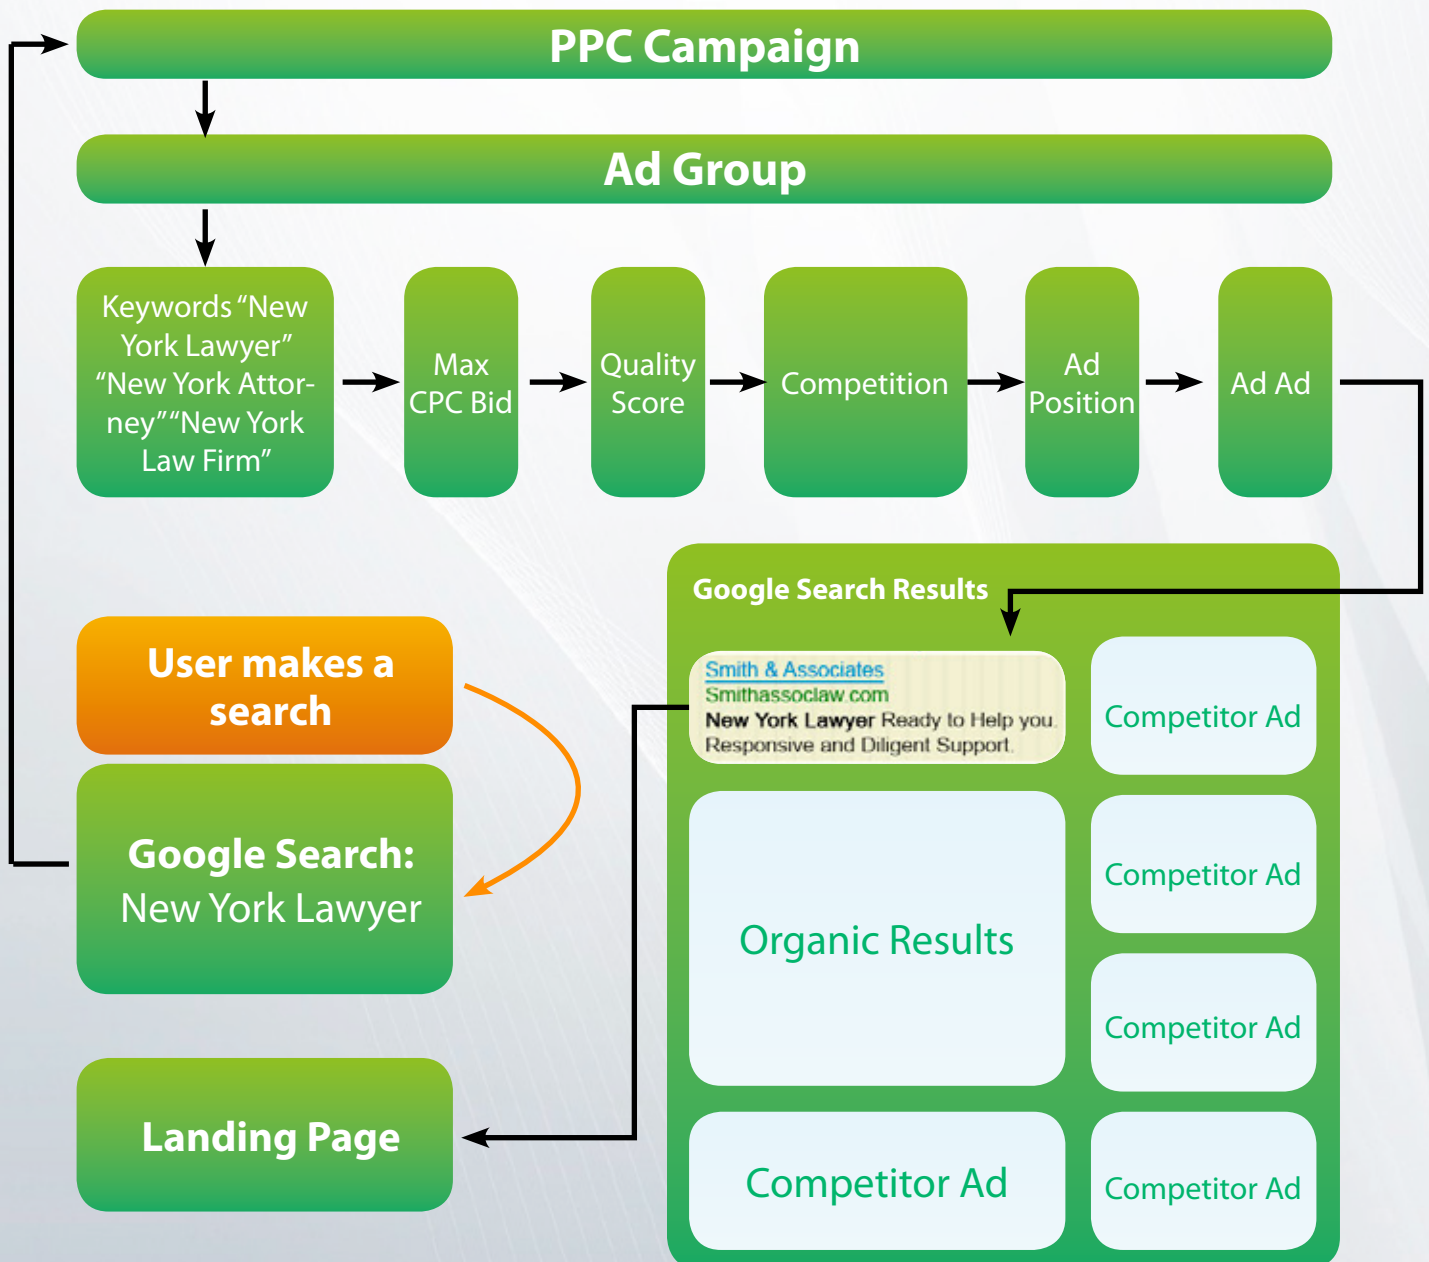 PPC Campaign
Ad Group
Keywords “New
York Lawyer”
“New York Attor-
ney” “New York
Law Firm”
Max
CPC Bid
Quality
Score
Competition
Ad
Position
Ad Ad
User makes a
search
Google Search:
New York Lawyer
Landing Page
Google Search Results
Smith & Associates
Smithassoclaw.com
New York Lawyer Ready to Help you.
Responsive and Diligent Support.
Organic Results
Competitor Ad
Competitor Ad
Competitor Ad
Competitor Ad
Competitor Ad